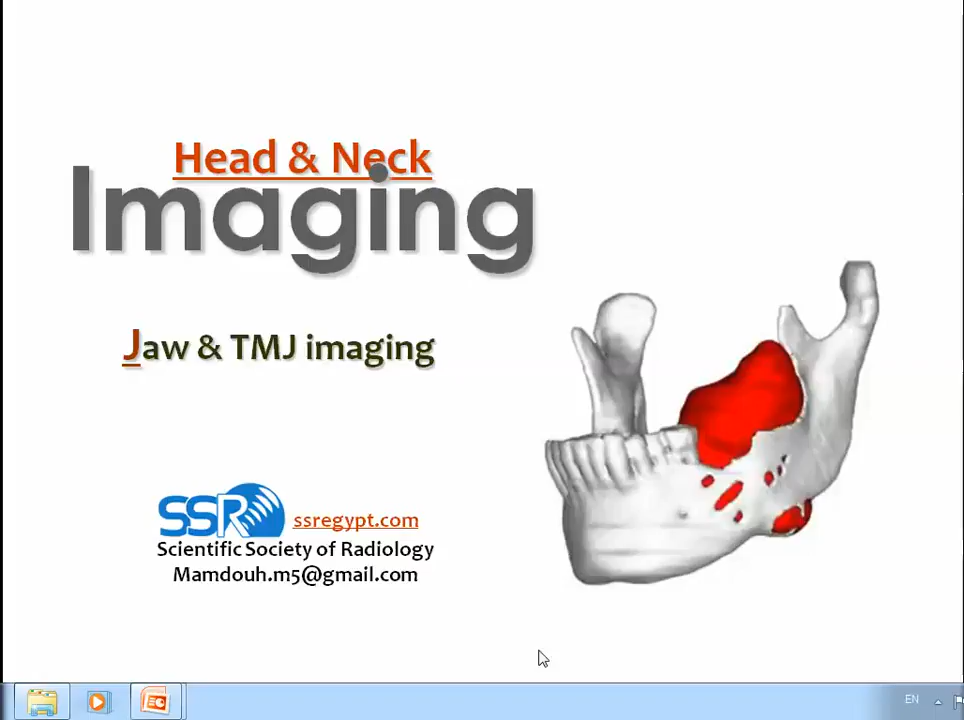 Head & Neck
Imaging
Jaw & TMJ imaging
SSR ssregypt.com
Scientific Society of Radiology
Mamdouh.m5@gmail.com
EN